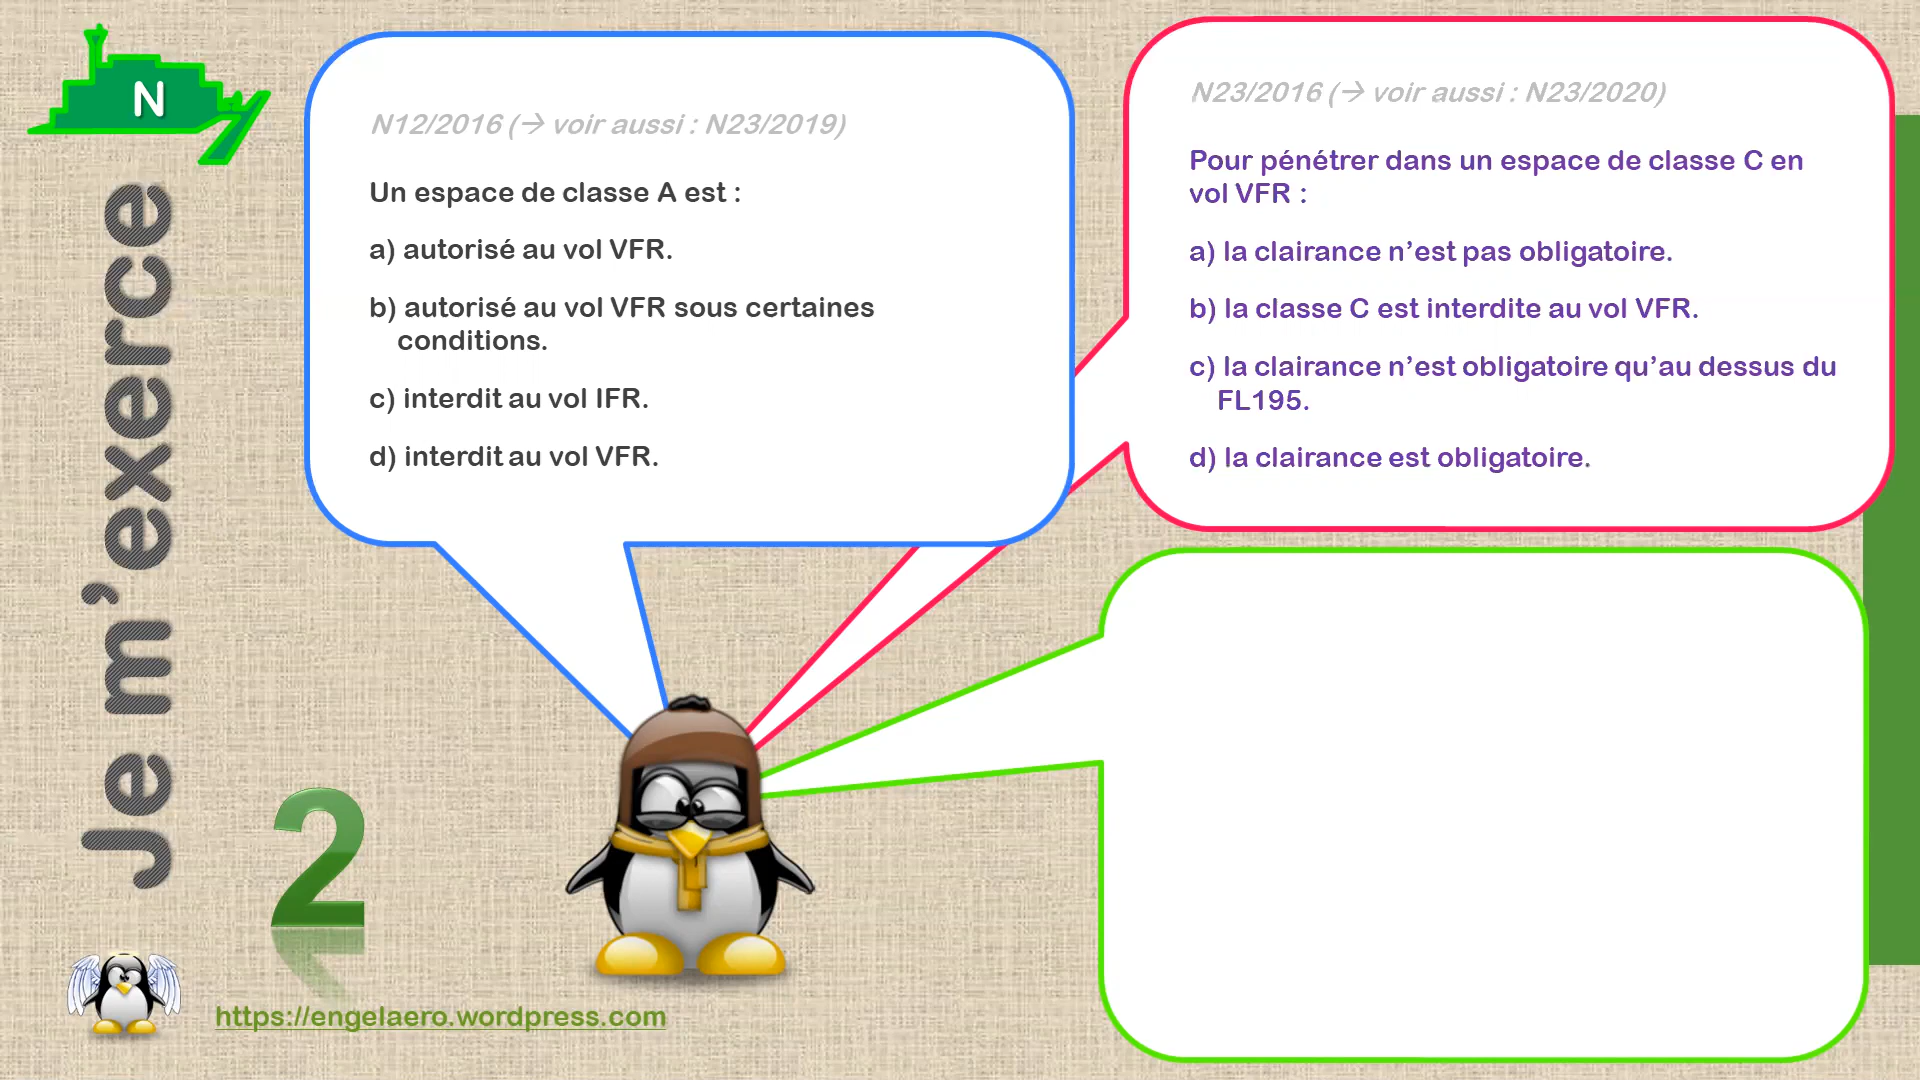 N
Je m’exerce
N12/2016 (→ voir aussi : N23/2019)
Un espace de classe A est :
a) autorisé au vol VFR.
b) autorisé au vol VFR sous certaines
conditions.
c) interdit au vol IFR.
d) interdit au vol VFR.
N23/2016 (→ voir aussi : N23/2020)
Pour pénétrer dans un espace de classe C en
vol VFR :
a) la clairance n’est pas obligatoire.
b) la classe C est interdite au vol VFR.
c) la clairance n’est obligatoire qu’au dessus du
FL195.
d) la clairance est obligatoire.
2
https://engelaero.wordpress.com